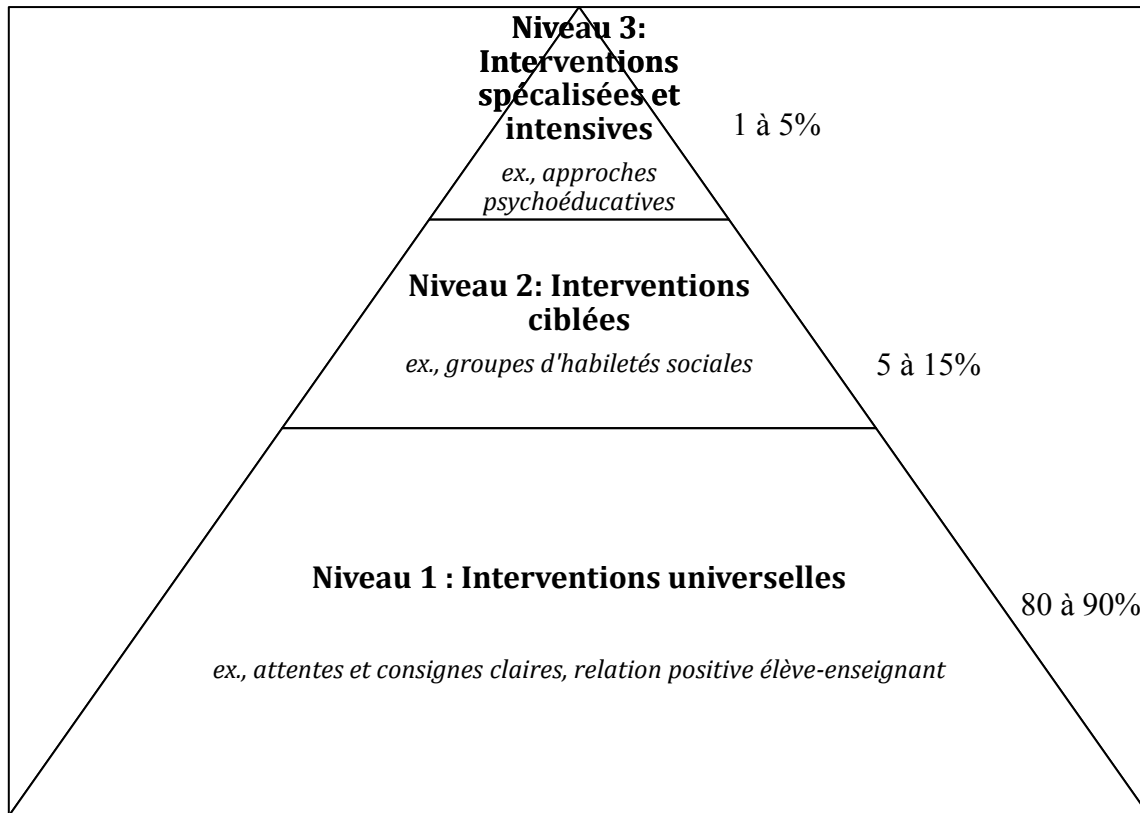 Niveau 3:
Interventions
spécalisées et
intensives
1 à 5%
ex., approches
psychoéducatives
Niveau 2: Interventions
ciblées
ex., groupes d'habiletés sociales
5 à 15%
Niveau 1 : Interventions universelles
80 à 90%
ex., attentes et consignes claires, relation positive élève-enseignant